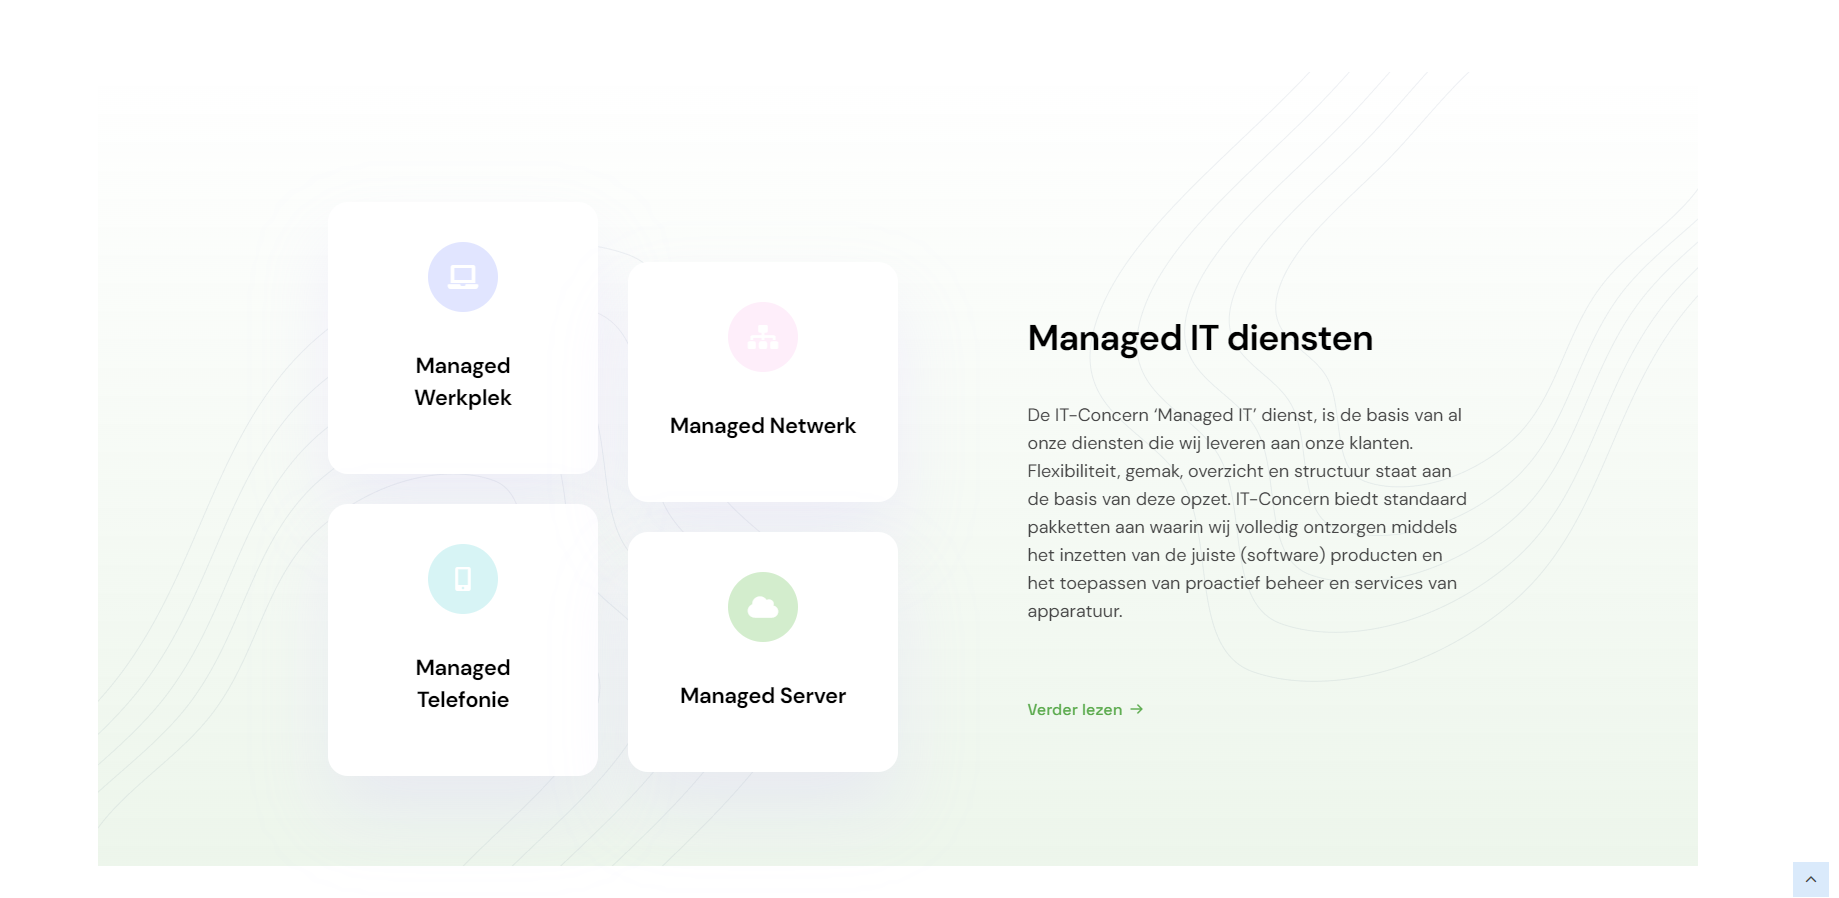 Managed
Werkplek
Managed Netwerk
Managed
Telefonie
Managed Server
Managed IT diensten
De IT-Concern ‘Managed IT’ dienst, is de basis van al
onze diensten die wij leveren aan onze klanten.
Flexibiliteit, gemak, overzicht en structuur staat aan
de basis van deze opzet. IT-Concern biedt standaard
pakketten aan waarin wij volledig ontzorgen middels
het inzetten van de juiste (software) producten en
het toepassen van proactief beheer en services van
apparatuur.
Verder lezen →